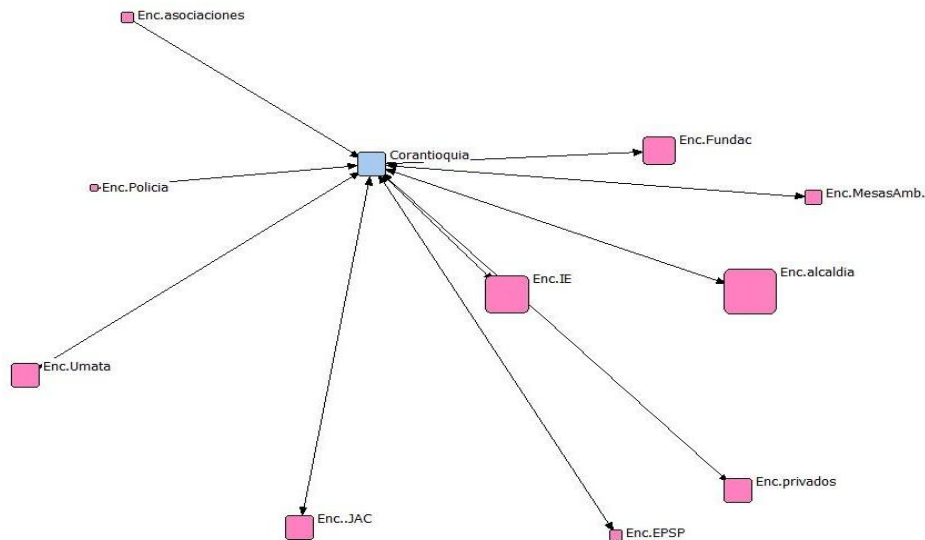 Enc.asociaciones
Enc.Fundac
Corantioquia
Enc.Policia
Enc.MesasAmb.
Enc.alcaldia
Enc.IE
Enc.Umata
Enc.privados
Enc..JAC
Enc.EPSP